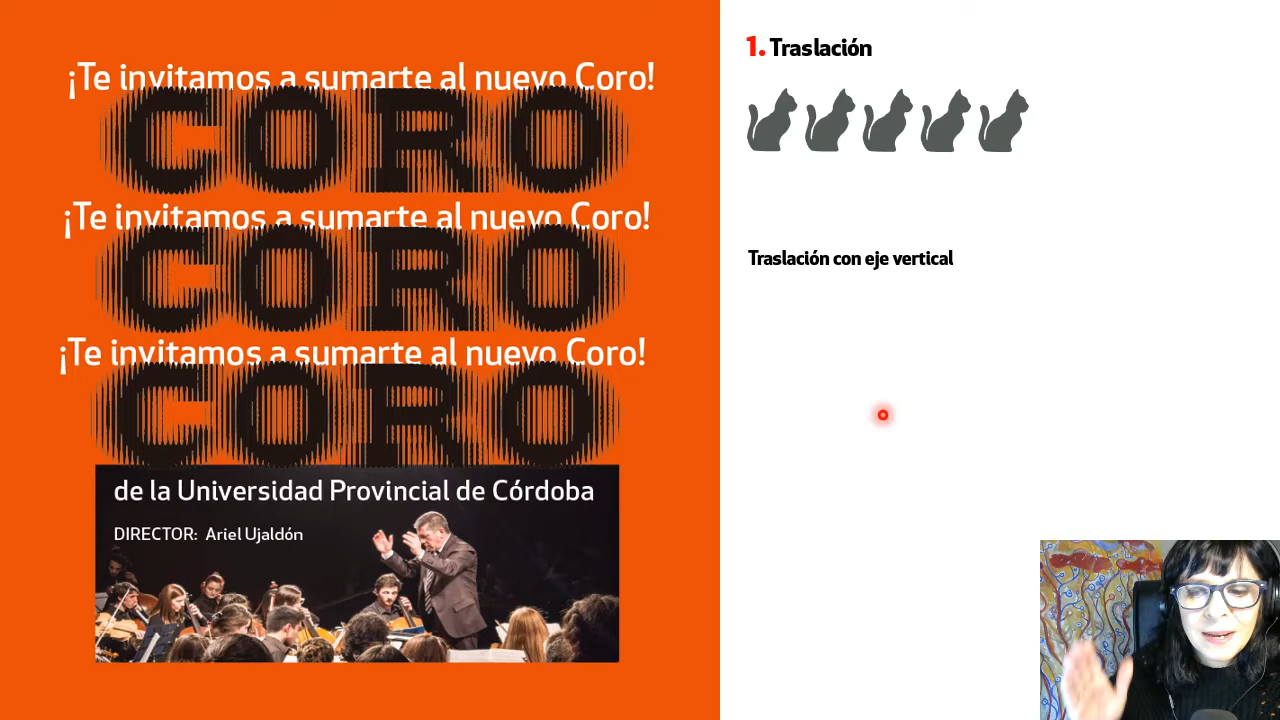 ¡Te invitamos a sumarte al nuevo Coro!
CORO
¡Te invitamos a sumarte al nuevo Coro!
CORO
¡Te invitamos a sumarte al nuevo Coro!
CORO
de la Universidad Provincial de Córdoba
DIRECTOR: Ariel Ujaldón
1. Traslación
Traslación con eje vertical